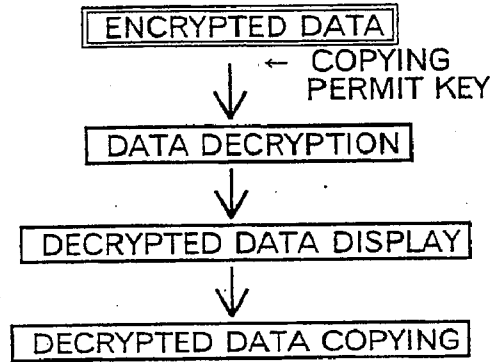 ENCRYPTED DATA
← COPYING
PERMIT KEY
DATA DECRYPTION
DECRYPTED DATA DISPLAY
DECRYPTED DATA COPYING